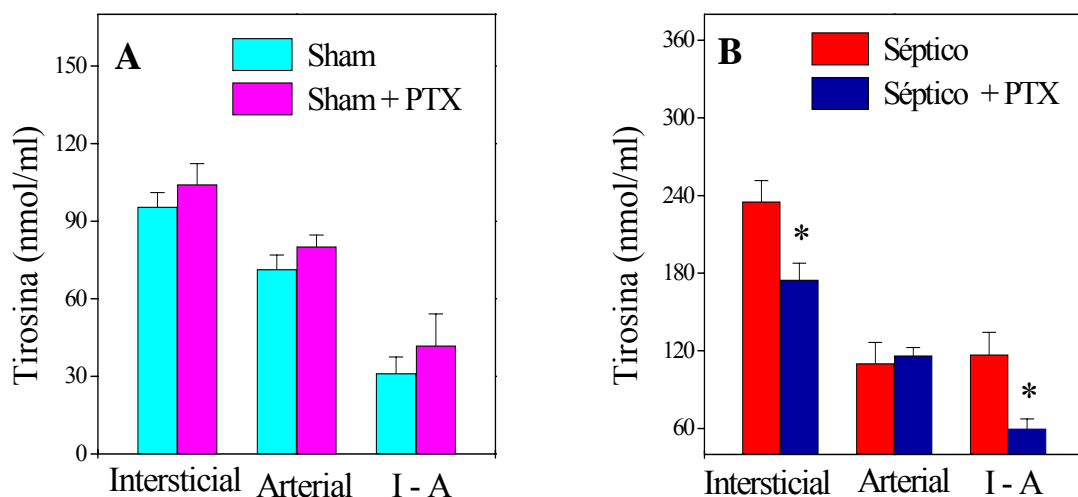 A
Sham
Sham + PTX
Tirosina (nmol/ml)
150
120
90
60
30
0
Intersticial
Arterial
I - A
B
Séptico
Séptico + PTX
Tirosina (nmol/ml)
360
300
240
180
120
60
*
*
Intersticial
Arterial
I - A